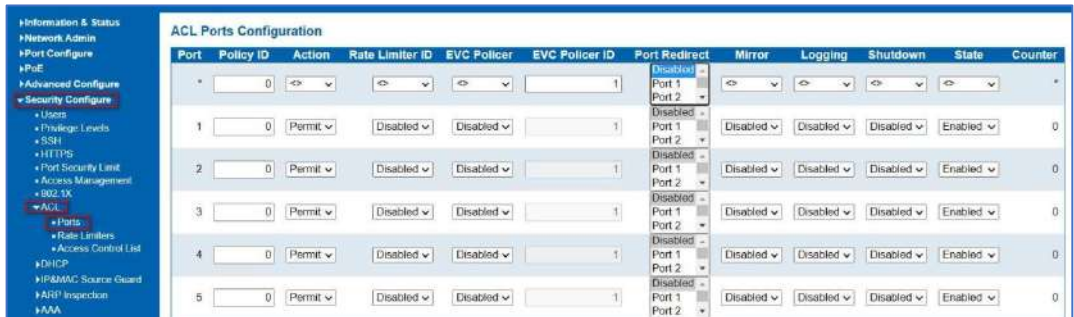 Information & Status
Network Admin
Port Configure
PoE
Advanced Configure
Security Configure
Users
Privilege Levels
SSH
HTTPS
Port Security Limit
Access Management
802.1X
ACL
Ports
Rate Limiters
Access Control List
DHCP
IP&MAC Source Guard
ARP Inspection
AAA
ACL Ports Configuration
Port Policy ID Action Rate Limiter ID EVC Policer EVC Policer ID Port Redirect Mirror Logging Shutdown State Counter
Disabled
* 0 <> <> <> 1 Port 1 <> <> <> <> *
Port 2
Disabled
1 0 Permit Disabled Disabled 1 Port 1 Disabled Disabled Disabled Enabled 0
Port 2
Disabled
2 0 Permit Disabled Disabled 1 Port 1 Disabled Disabled Disabled Enabled 0
Port 2
Disabled
3 0 Permit Disabled Disabled 1 Port 1 Disabled Disabled Disabled Enabled 0
Port 2
Disabled
4 0 Permit Disabled Disabled 1 Port 1 Disabled Disabled Disabled Enabled 0
Port 2
Disabled
5 0 Permit Disabled Disabled 1 Port 1 Disabled Disabled Disabled Enabled 0
Port 2